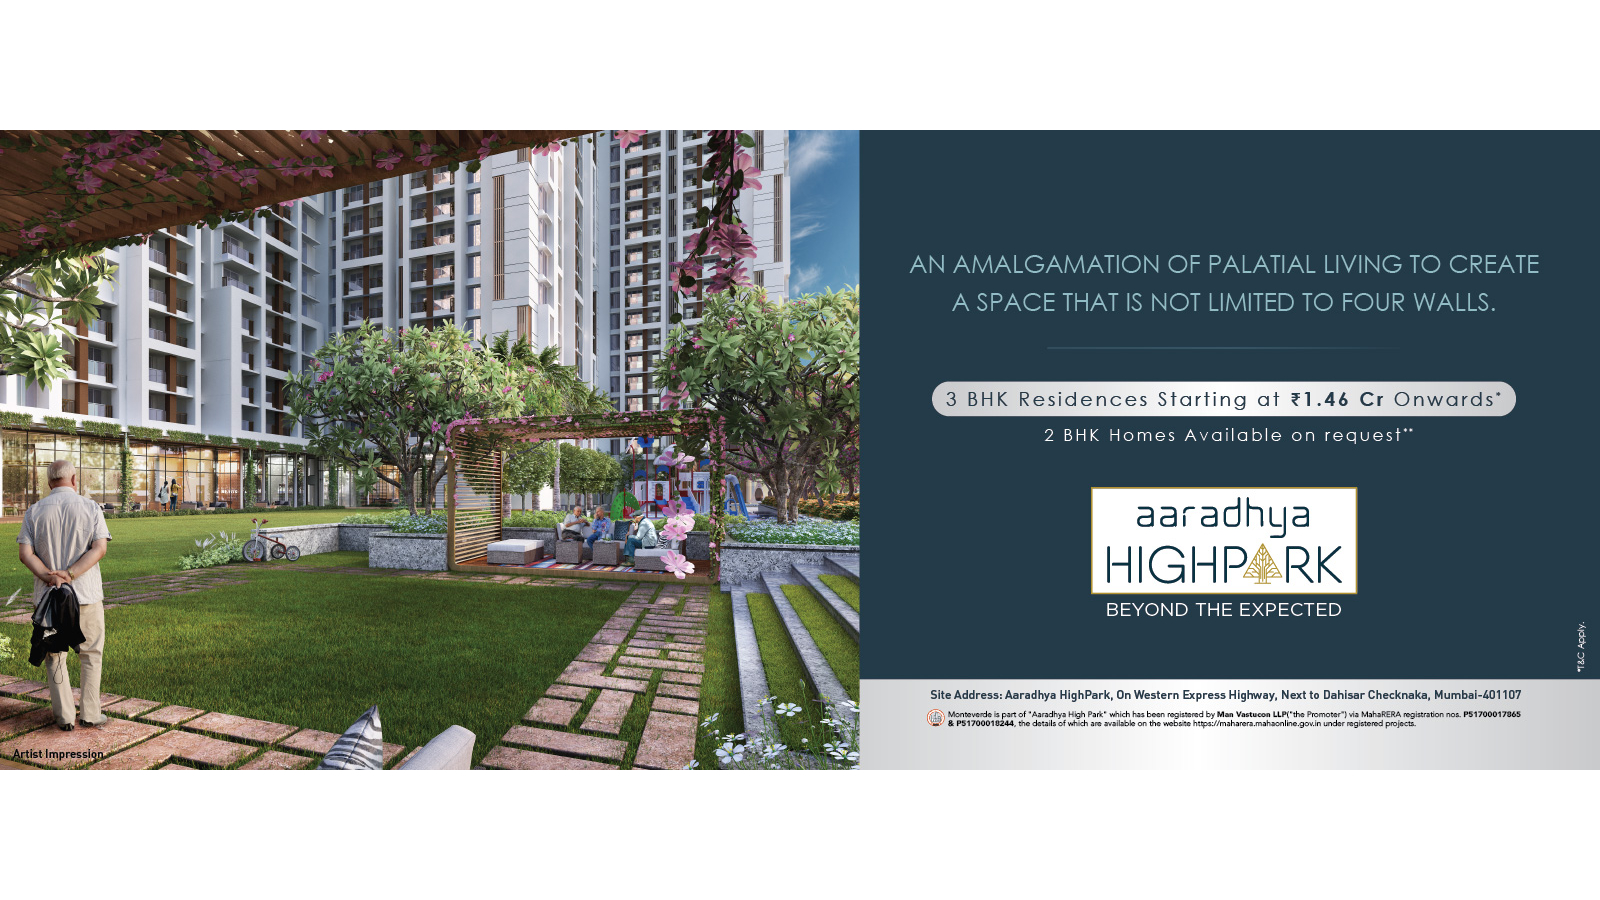 AN AMALGAMATION OF PALATIAL LIVING TO CREATE
A SPACE THAT IS NOT LIMITED TO FOUR WALLS.
3 BHK Residences Starting at ₹1.46 Cr Onwards*
2 BHK Homes Available on request**
aaradhya
HIGHPARK
BEYOND THE EXPECTED
*T&C Apply.
Site Address: Aaradhya HighPark, On Western Express Highway, Next to Dahisar Checknaka, Mumbai-401107
Monteverde is part of "Aaradhya High Park" which has been registered by Man Vastucon LLP("the Promoter") via MahaRERA registration nos. P51700017865
& P51700018244, the details of which are available on the website https://maharera.mahaonline.gov.in under registered projects.
Artist Impression